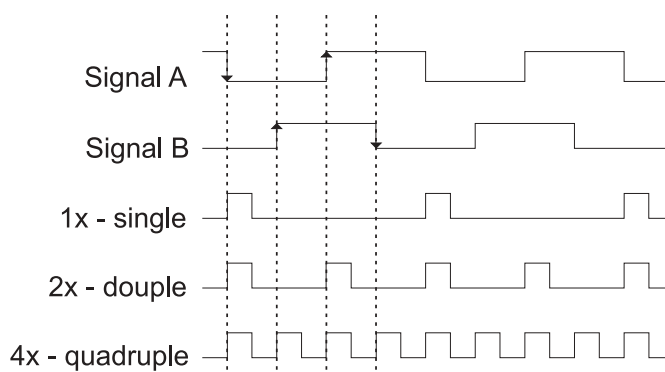 Signal A
Signal B
1x - single
2x - douple
4x - quadruple